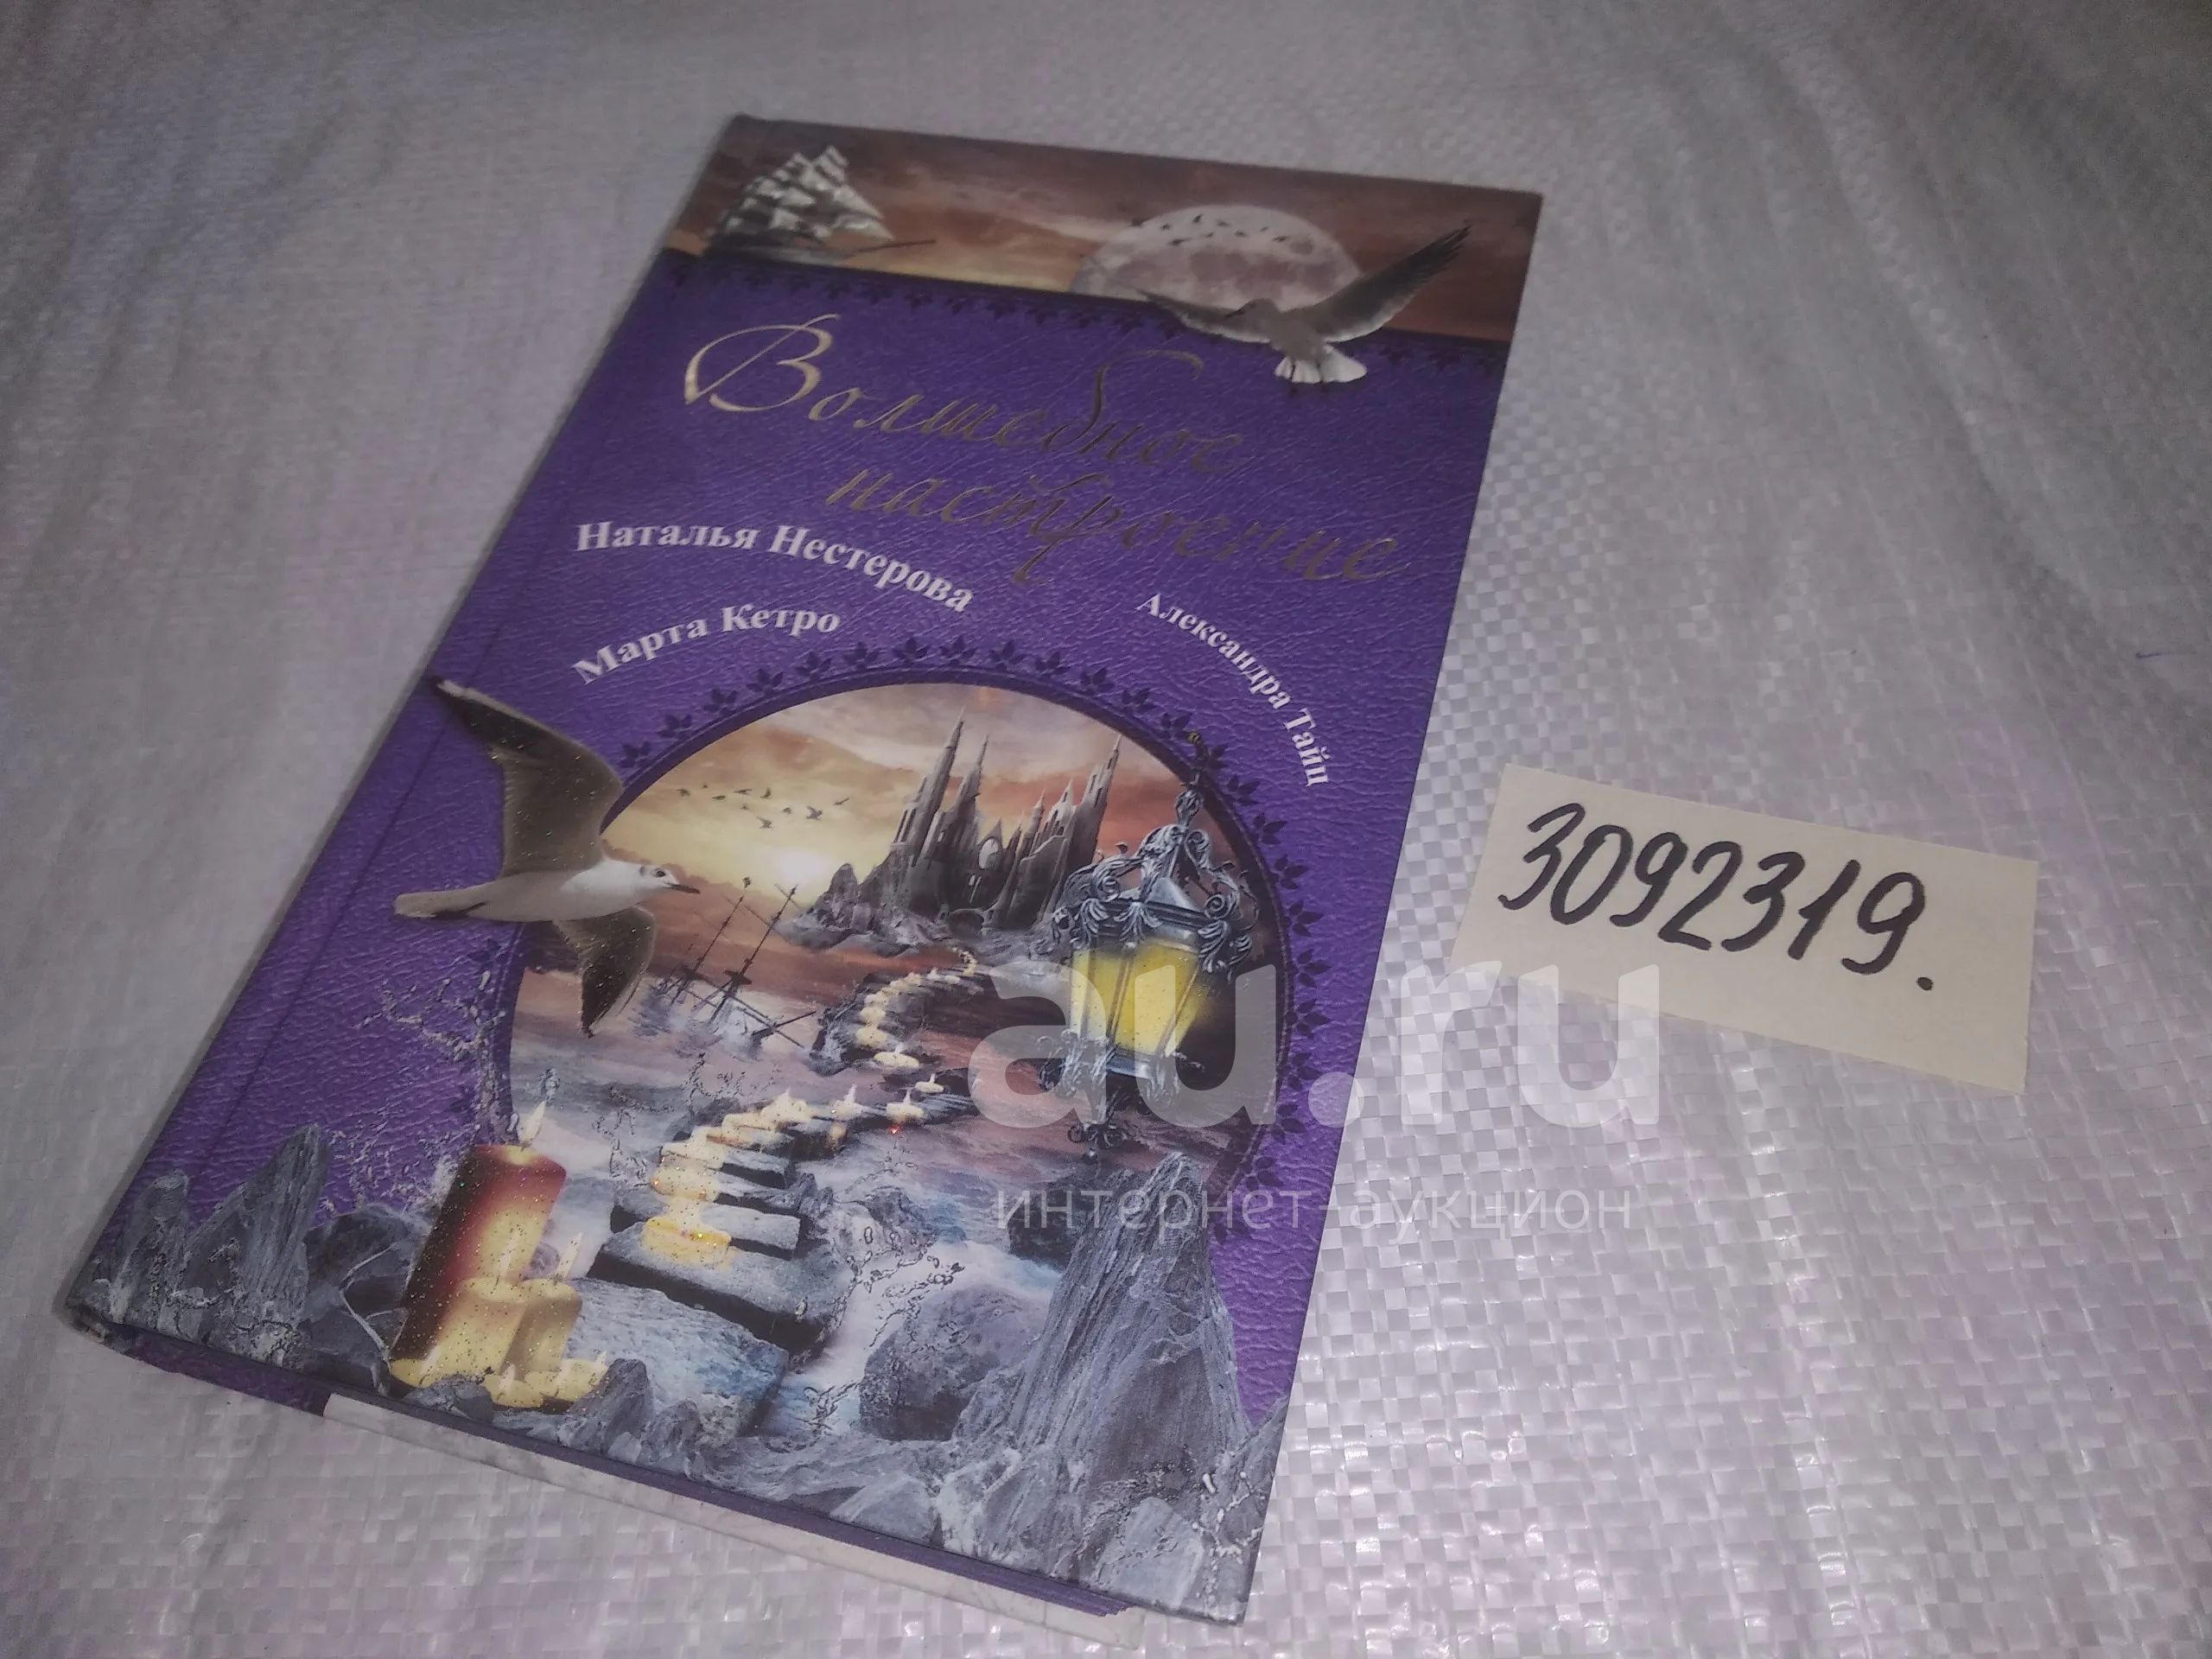 Волшебное
настроение
Наталья Нестерова
Марта Кетро
Александра Тайц
3092319.
au.ru
интернет-аукцион